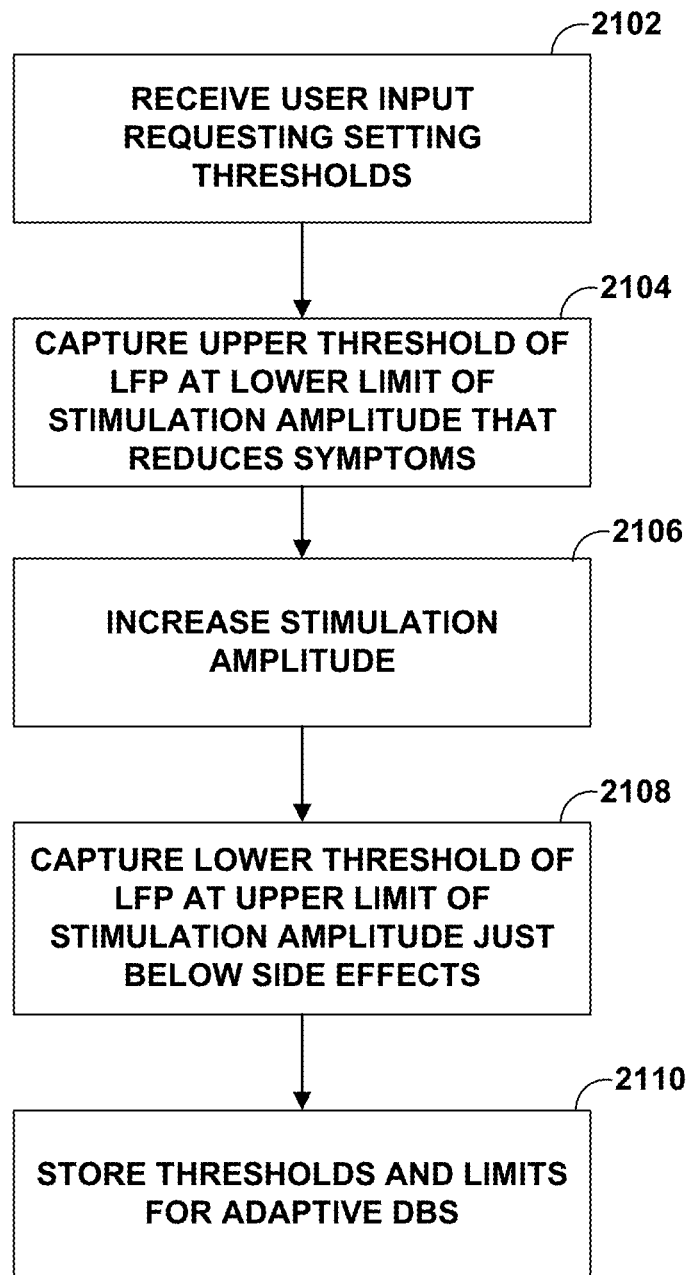 2102
RECEIVE USER INPUT
REQUESTING SETTING
THRESHOLDS
2104
CAPTURE UPPER THRESHOLD OF
LFP AT LOWER LIMIT OF
STIMULATION AMPLITUDE THAT
REDUCES SYMPTOMS
2106
INCREASE STIMULATION
AMPLITUDE
2108
CAPTURE LOWER THRESHOLD OF
LFP AT UPPER LIMIT OF
STIMULATION AMPLITUDE JUST
BELOW SIDE EFFECTS
2110
STORE THRESHOLDS AND LIMITS
FOR ADAPTIVE DBS